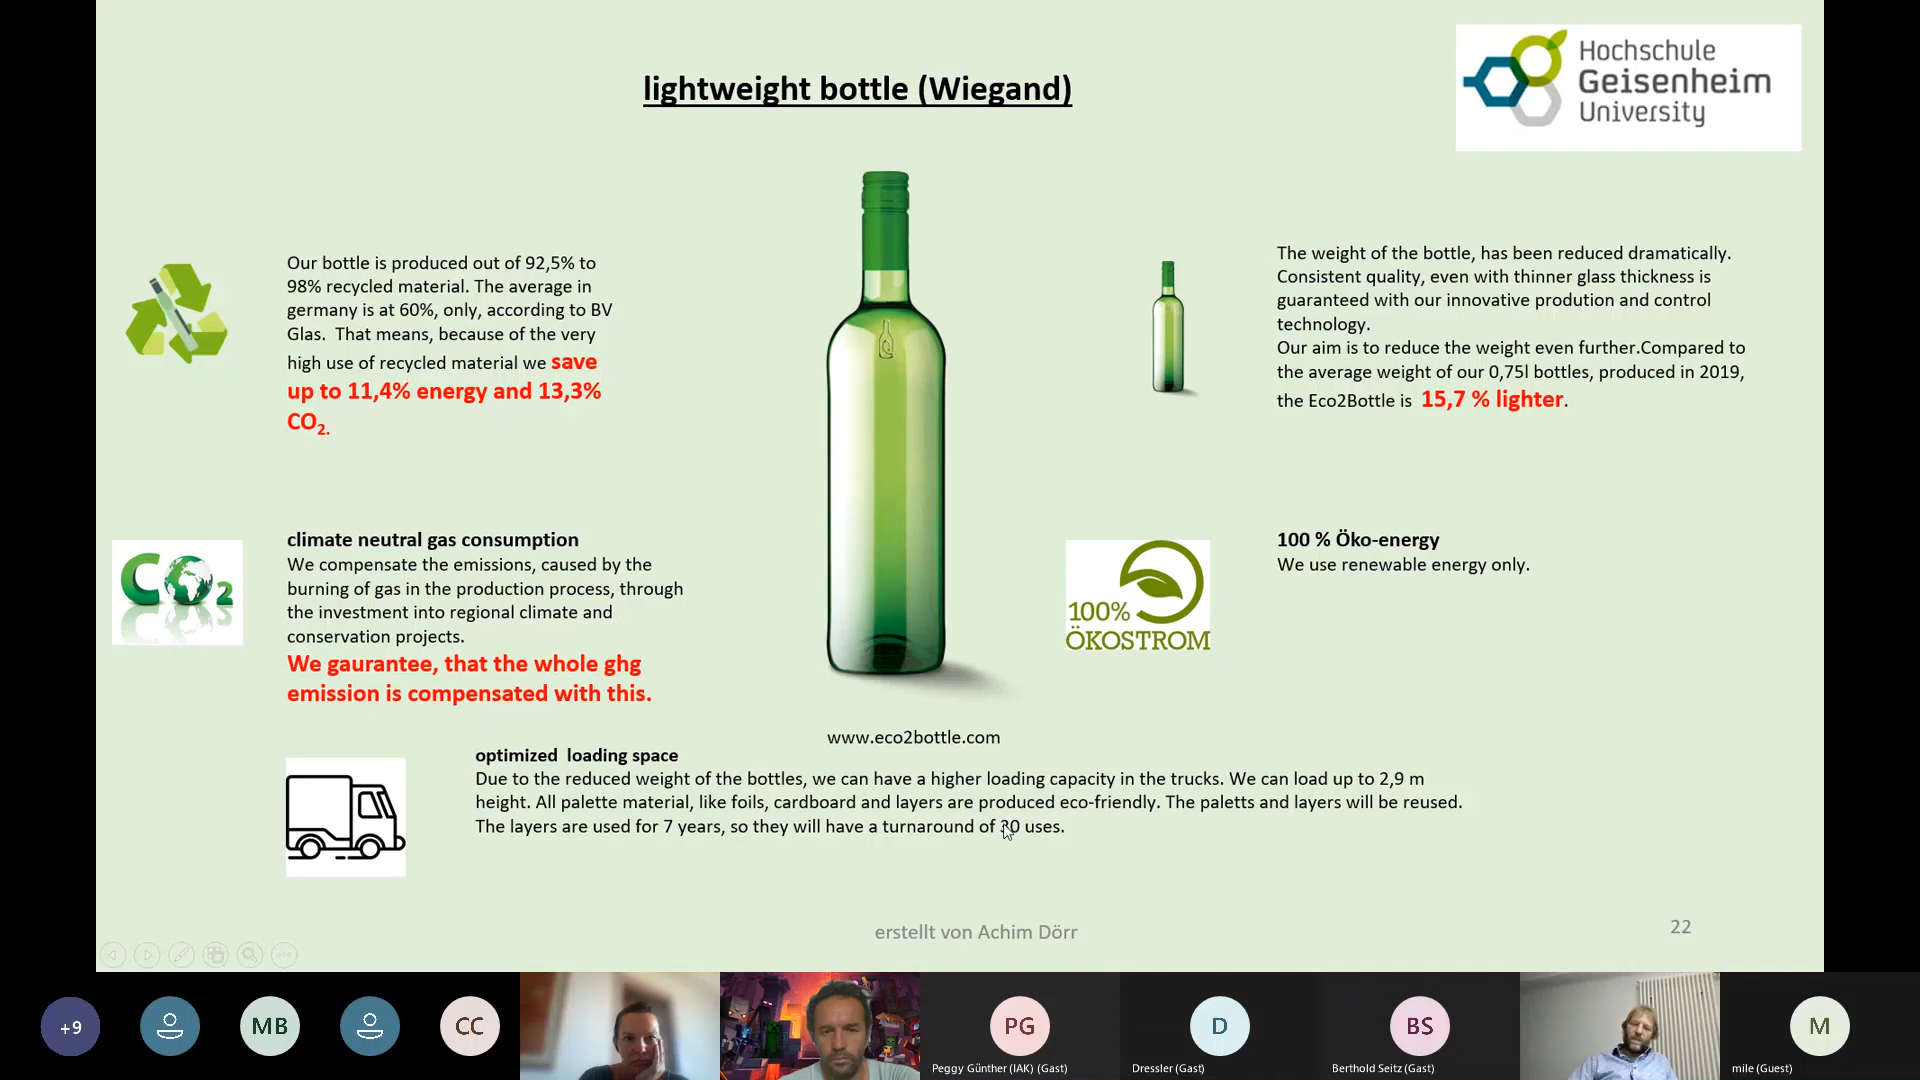 lightweight bottle (Wiegand)
Hochschule
Geisenheim
University
Our bottle is produced out of 92,5% to
98% recycled material. The average in
germany is at 60%, only, according to BV
Glas. That means, because of the very
high use of recycled material we save
up to 11,4% energy and 13,3%
CO2.
The weight of the bottle, has been reduced dramatically.
Consistent quality, even with thinner glass thickness is
guaranteed with our innovative prodution and control
technology.
Our aim is to reduce the weight even further.Compared to
the average weight of our 0,75l bottles, produced in 2019,
the Eco2Bottle is 15,7 % lighter.
CO2
climate neutral gas consumption
We compensate the emissions, caused by the
burning of gas in the production process, through
the investment into regional climate and
conservation projects.
We gaurantee, that the whole ghg
emission is compensated with this.
100%
ÖKOSTROM
100 % Öko-energy
We use renewable energy only.
www.eco2bottle.com
optimized loading space
Due to the reduced weight of the bottles, we can have a higher loading capacity in the trucks. We can load up to 2,9 m
height. All palette material, like foils, cardboard and layers are produced eco-friendly. The paletts and layers will be reused.
The layers are used for 7 years, so they will have a turnaround of 30 uses.
erstellt von Achim Dörr
22
+9
MB
CC
PG
Peggy Günther (IAK) (Gast)
D
Dressler (Gast)
BS
Berthold Seitz (Gast)
M
mile (Guest)